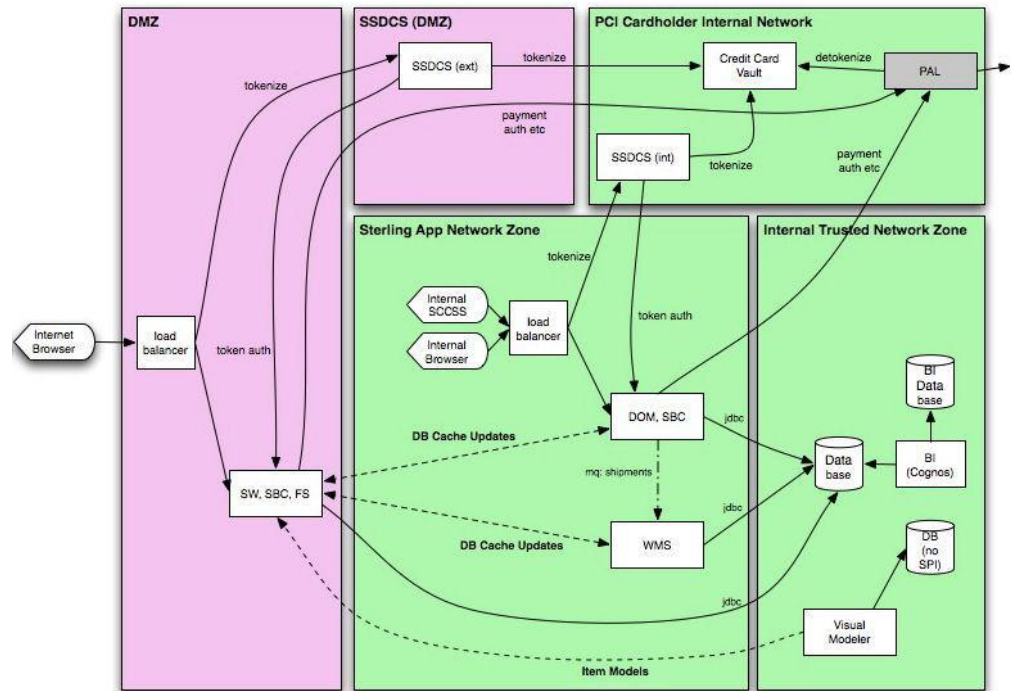 DMZ
SSDCS (DMZ)
PCI Cardholder Internal Network
SSDCS (ext)
tokenize
Credit Card
Vault
detokenize
PAL
tokenize
payment
auth etc
SSDCS (int)
tokenize
payment
auth etc
Sterling App Network Zone
Internal Trusted Network Zone
tokenize
Internal
SCCSS
Internal
Browser
load
balancer
Internet
Browser
load
balancer
token auth
token auth
BI
Data
base
DOM, SBC
jdbc
DB Cache Updates
Data
base
BI
(Cognos)
mq: shipments
SW, SBC, FS
jdbc
DB Cache Updates
WMS
DB
(no
SPI)
jdbc
Visual
Modeler
Item Models